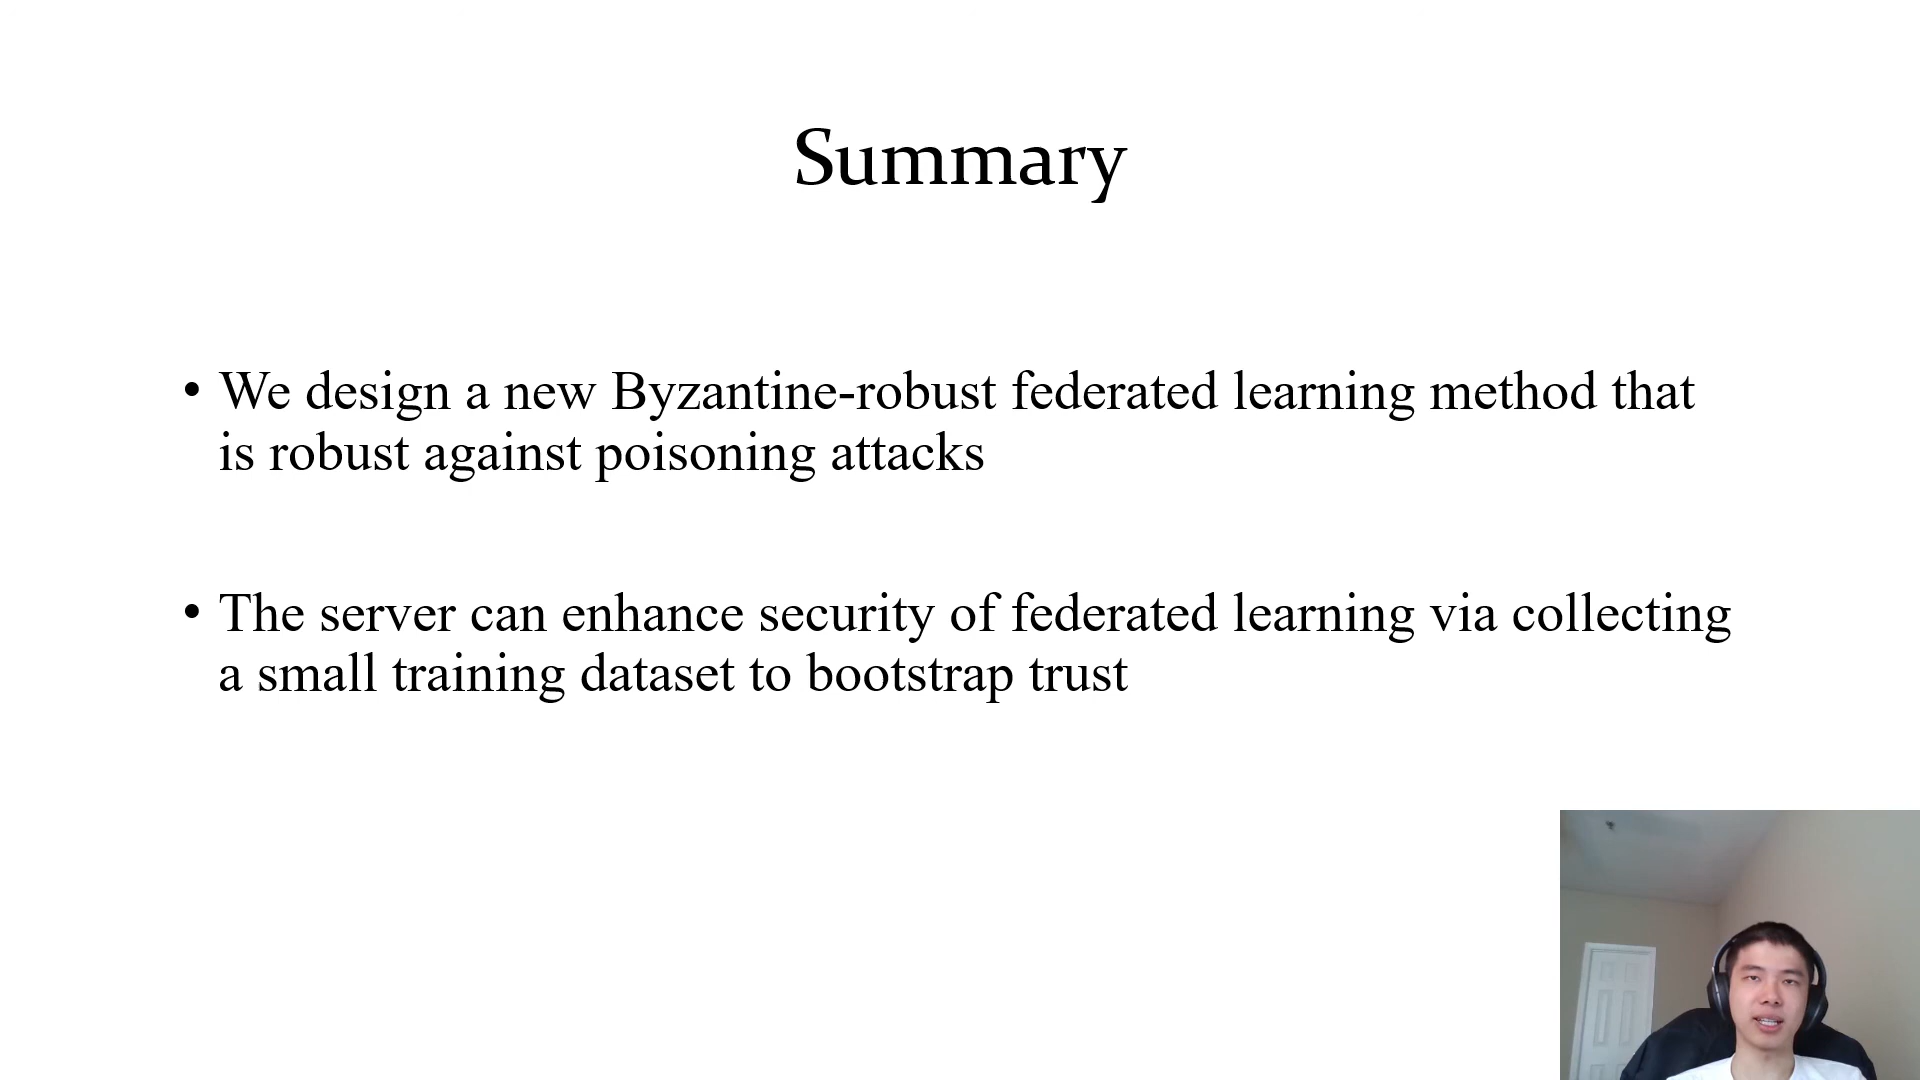 Summary
• We design a new Byzantine-robust federated learning method that
is robust against poisoning attacks
• The server can enhance security of federated learning via collecting
a small training dataset to bootstrap trust